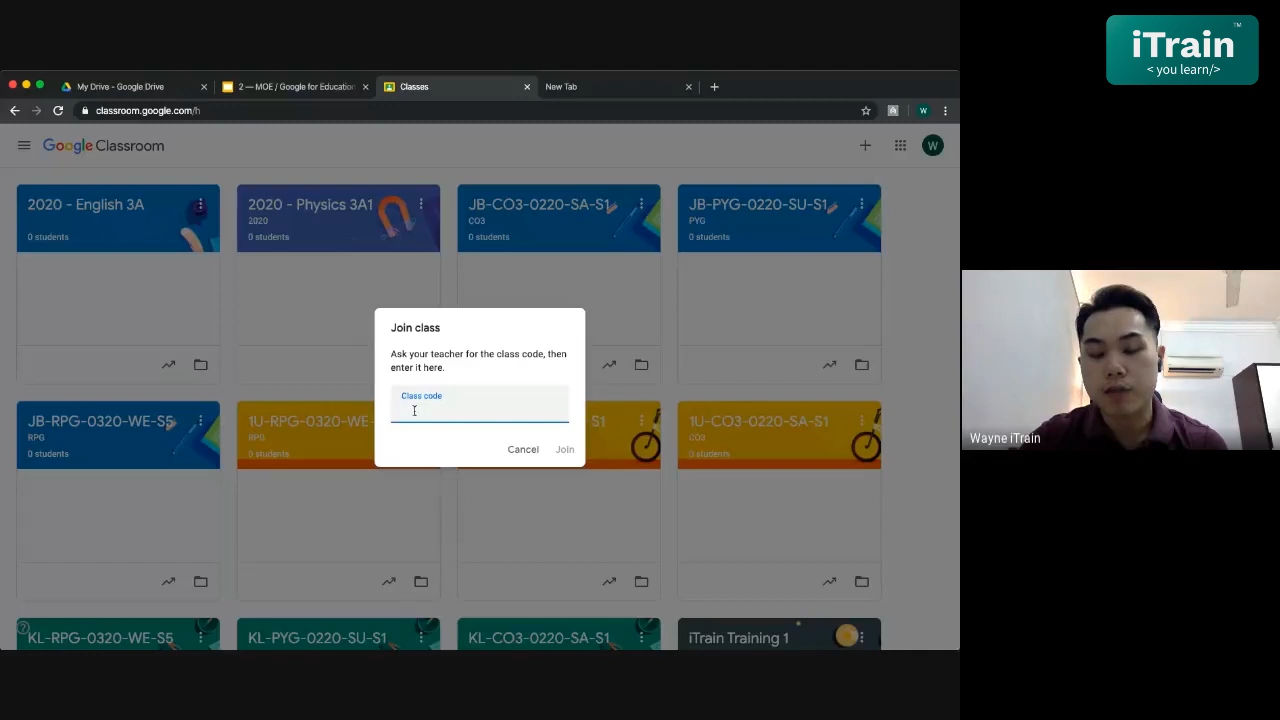 iTrain
TM
< you learn/>
My Drive - Google Drive
2 — MOE / Google for Education
Classes
New Tab
classroom.google.com/h
W
Google Classroom
W
2020 - English 3A
0 students
2020 - Physics 3A1
2020
0 students
JB-CO3-0220-SA-S1
CO3
0 students
JB-PYG-0220-SU-S1
PYG
0 students
Join class
Ask your teacher for the class code, then
enter it here.
Class code
Cancel
Join
JB-RPG-0320-WE-S5
RPG
0 students
1U-RPG-0320-WE-
RPG
0 students
S1
1U-CO3-0220-SA-S1
CO3
0 students
Wayne iTrain
KL-RPG-0320-WE-S5
KL-PYG-0220-SU-S1
KL-CO3-0220-SA-S1
iTrain Training 1